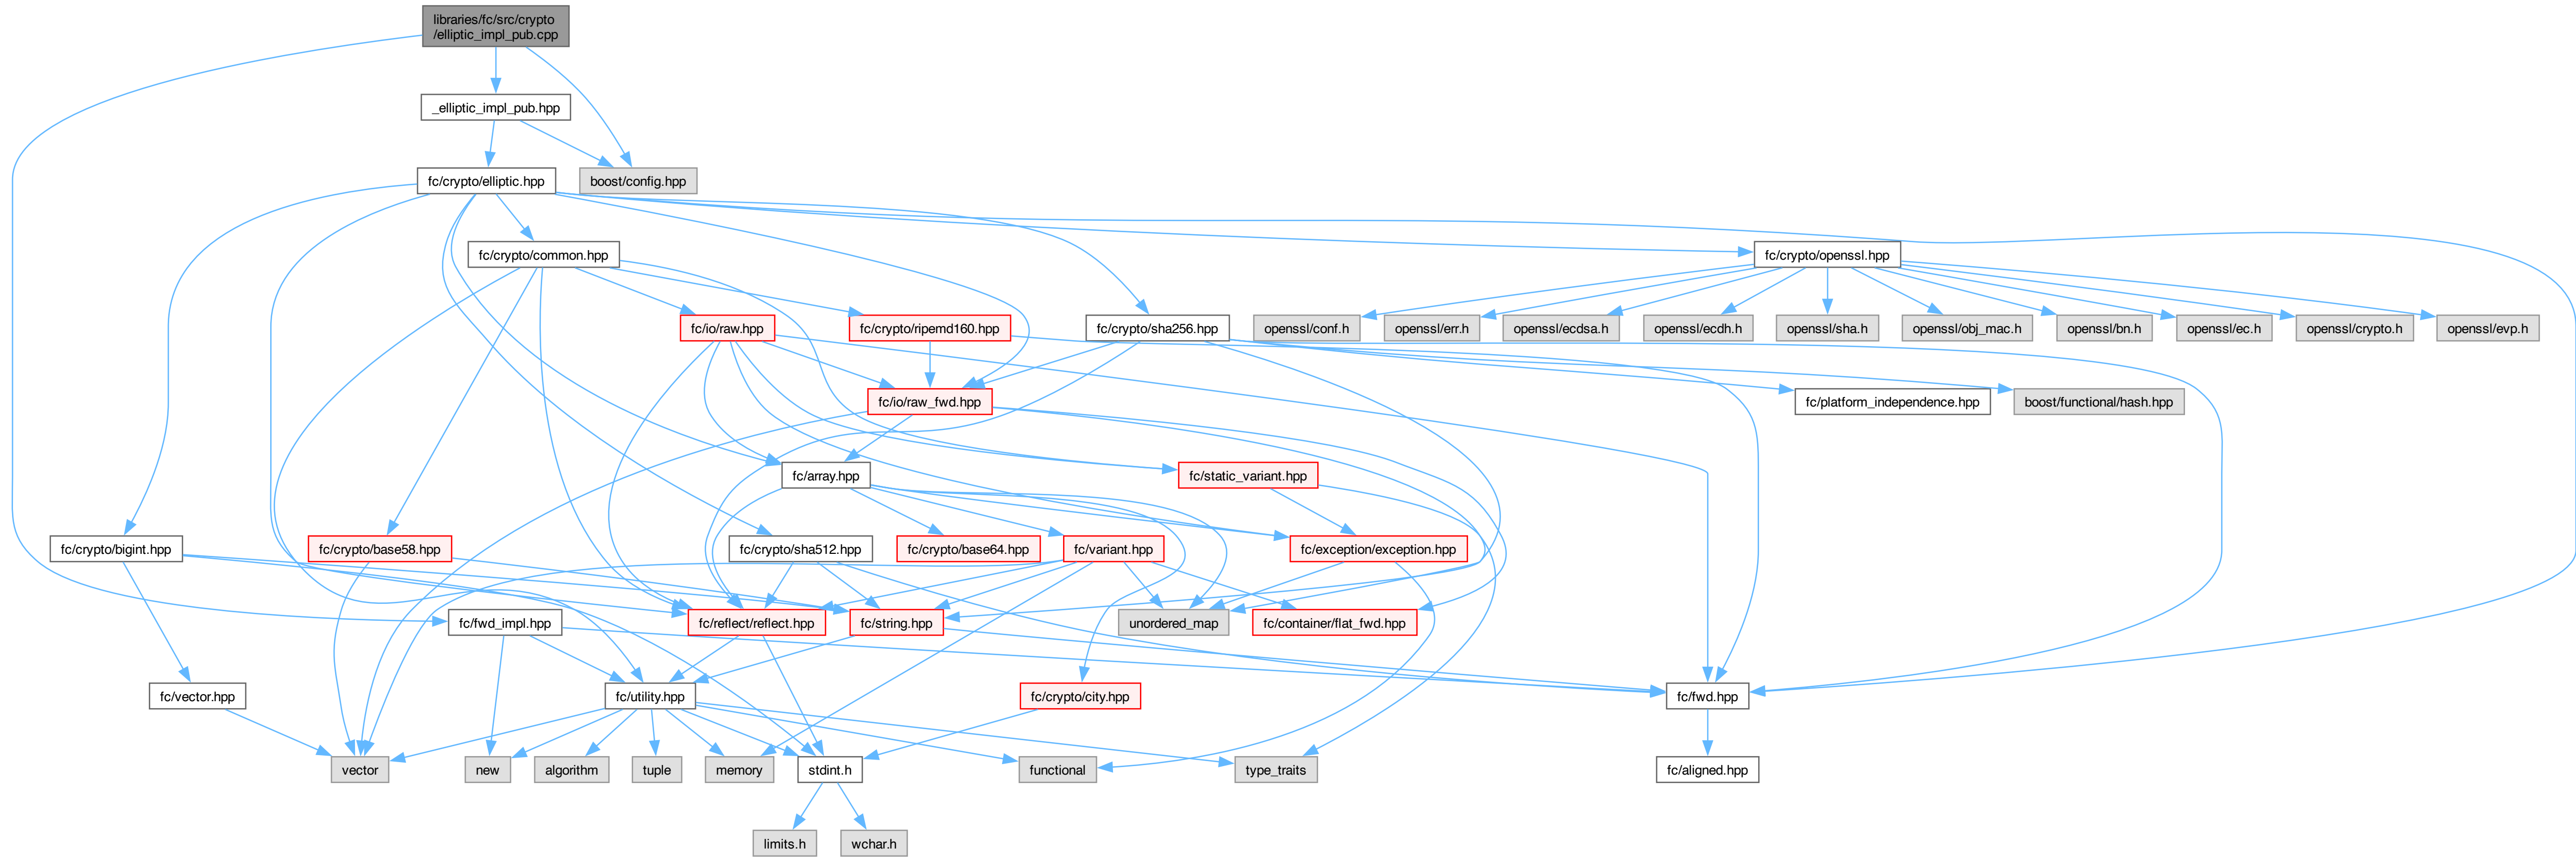 libraries/fc/src/crypto
/elliptic_impl_pub.cpp
_elliptic_impl_pub.hpp
fc/crypto/elliptic.hpp
boost/config.hpp
fc/crypto/common.hpp
fc/crypto/openssl.hpp
fc/io/raw.hpp
fc/crypto/ripemd160.hpp
fc/crypto/sha256.hpp
openssl/conf.h
openssl/err.h
openssl/ecdsa.h
openssl/ecdh.h
openssl/sha.h
openssl/obj_mac.h
openssl/bn.h
openssl/ec.h
openssl/crypto.h
openssl/evp.h
fc/io/raw_fwd.hpp
fc/platform_independence.hpp
boost/functional/hash.hpp
fc/array.hpp
fc/static_variant.hpp
fc/crypto/bigint.hpp
fc/crypto/base58.hpp
fc/crypto/sha512.hpp
fc/crypto/base64.hpp
fc/variant.hpp
fc/exception/exception.hpp
fc/fwd_impl.hpp
fc/reflect/reflect.hpp
fc/string.hpp
unordered_map
fc/container/flat_fwd.hpp
fc/vector.hpp
fc/utility.hpp
fc/crypto/city.hpp
fc/fwd.hpp
vector
new
algorithm
tuple
memory
stdint.h
functional
type_traits
fc/aligned.hpp
limits.h
wchar.h